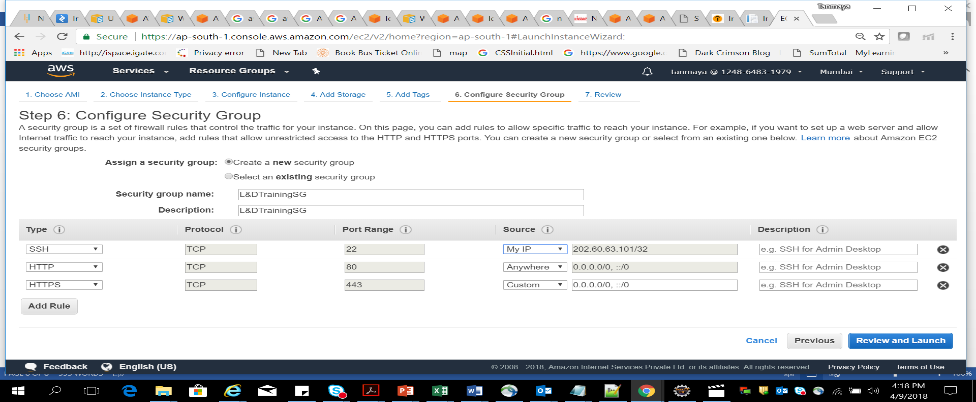 Tanmaya
Secure https://ap-south-1.console.aws.amazon.com/ec2/v2/home?region=ap-south-1#LaunchInstanceWizard:
Apps http://ispace.igate.co Privacy error New Tab Book Bus Ticket Onlin map CSSInitial.html https://www.google.c Dark Crimson Blog SumTotal MyLearnin »
aws Services Resource Groups Tanmaya @ 1248-6483-1979 Mumbai Support
1. Choose AMI 2. Choose Instance Type 3. Configure Instance 4. Add Storage 5. Add Tags 6. Configure Security Group 7. Review
Step 6: Configure Security Group
A security group is a set of firewall rules that control the traffic for your instance. On this page, you can add rules to allow specific traffic to reach your instance. For example, if you want to set up a web server and allow
Internet traffic to reach your instance, add rules that allow unrestricted access to the HTTP and HTTPS ports. You can create a new security group or select from an existing one below. Learn more about Amazon EC2
security groups.
Assign a security group: Create a new security group
Select an existing security group
Security group name: L&DTrainingSG
Description: L&DTrainingSG
Type Protocol Port Range Source Description
SSH TCP 22 My IP 202.60.63.101/32 e.g. SSH for Admin Desktop
HTTP TCP 80 Anywhere 0.0.0.0/0, ::/0 e.g. SSH for Admin Desktop
HTTPS TCP 443 Custom 0.0.0.0/0, ::/0 e.g. SSH for Admin Desktop
Add Rule
Cancel Previous Review and Launch
Feedback English (US) © 2008 - 2018, Amazon Internet Services Private Ltd. or its affiliates. All rights reserved. Privacy Policy Terms of Use
4:18 PM
4/9/2018